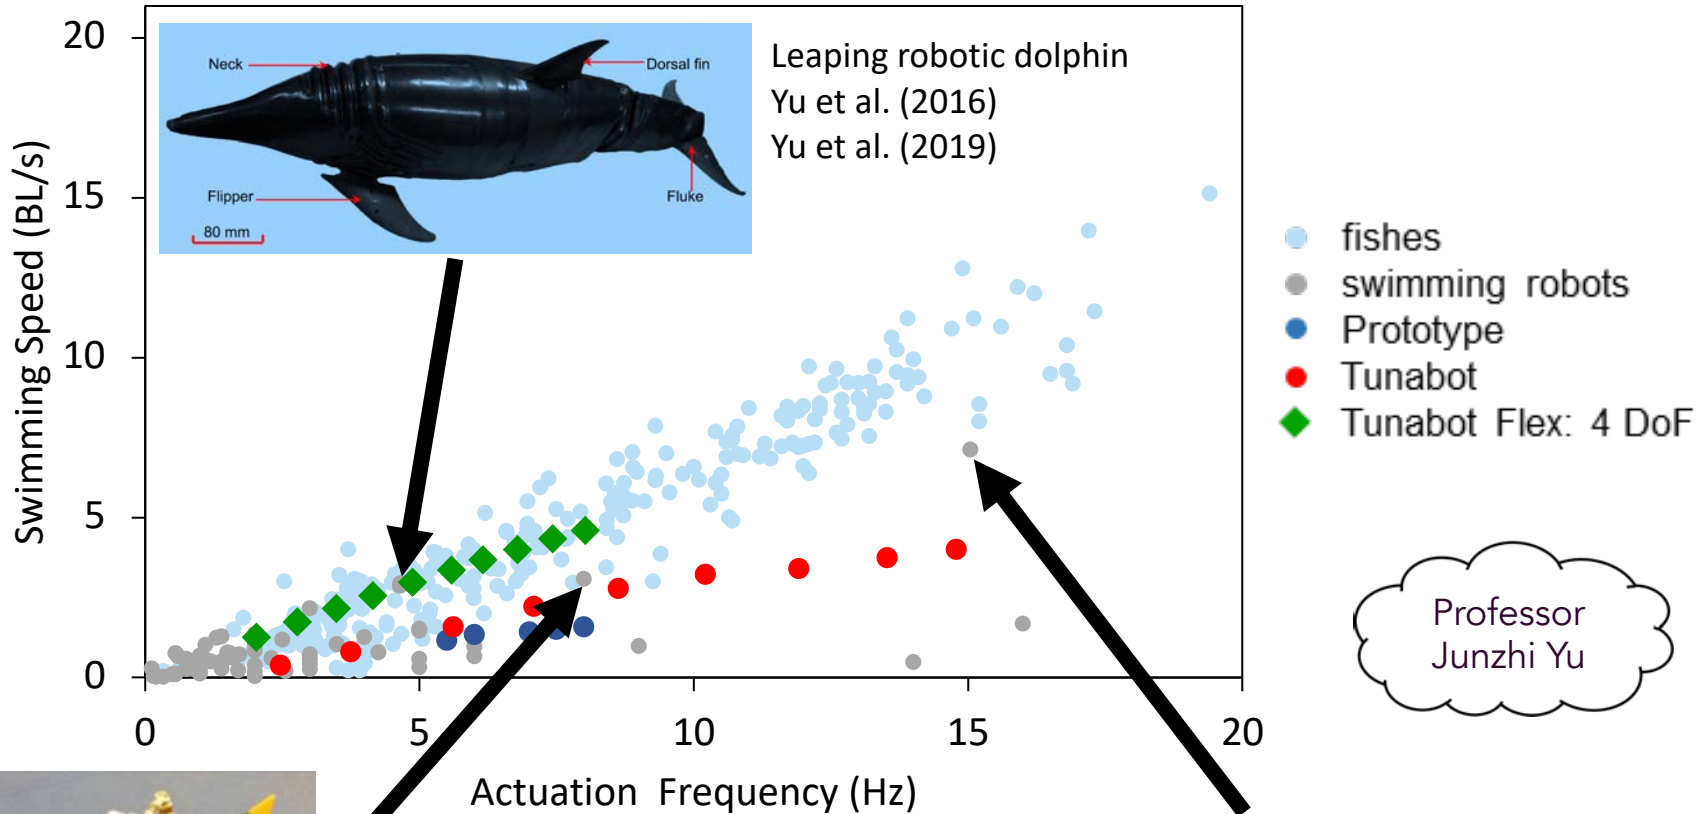 20
15
10
5
0
Swimming Speed (BL/s)
Neck
Dorsal fin
Flipper
Fluke
80 mm
Leaping robotic dolphin
Yu et al. (2016)
Yu et al. (2019)
fishes
swimming robots
Prototype
Tunabot
Tunabot Flex: 4 DoF
Professor
Junzhi Yu
0
5
10
15
20
Actuation Frequency (Hz)